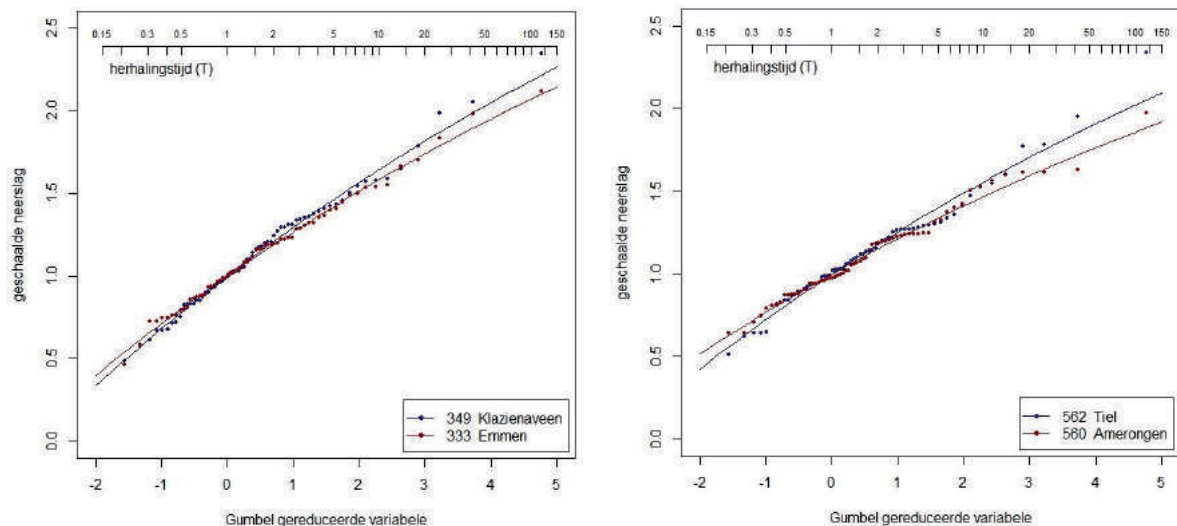 geschaalde neerslag
2.5
2.0
1.5
1.0
0.5
0.0
0.15 0.3 0.5 1 2 5 10 20 50 100 150
herhalingstijd (T)
349 Klazienaveen
333 Emmen
-2 -1 0 1 2 3 4 5
Gumbel gereduceerde variabele
geschaalde neerslag
2.5
2.0
1.5
1.0
0.5
0.0
0.15 0.3 0.5 1 2 5 10 20 50 100 150
herhalingstijd (T)
562 Tiel
560 Amerongen
-2 -1 0 1 2 3 4 5
Gumbel gereduceerde variabele